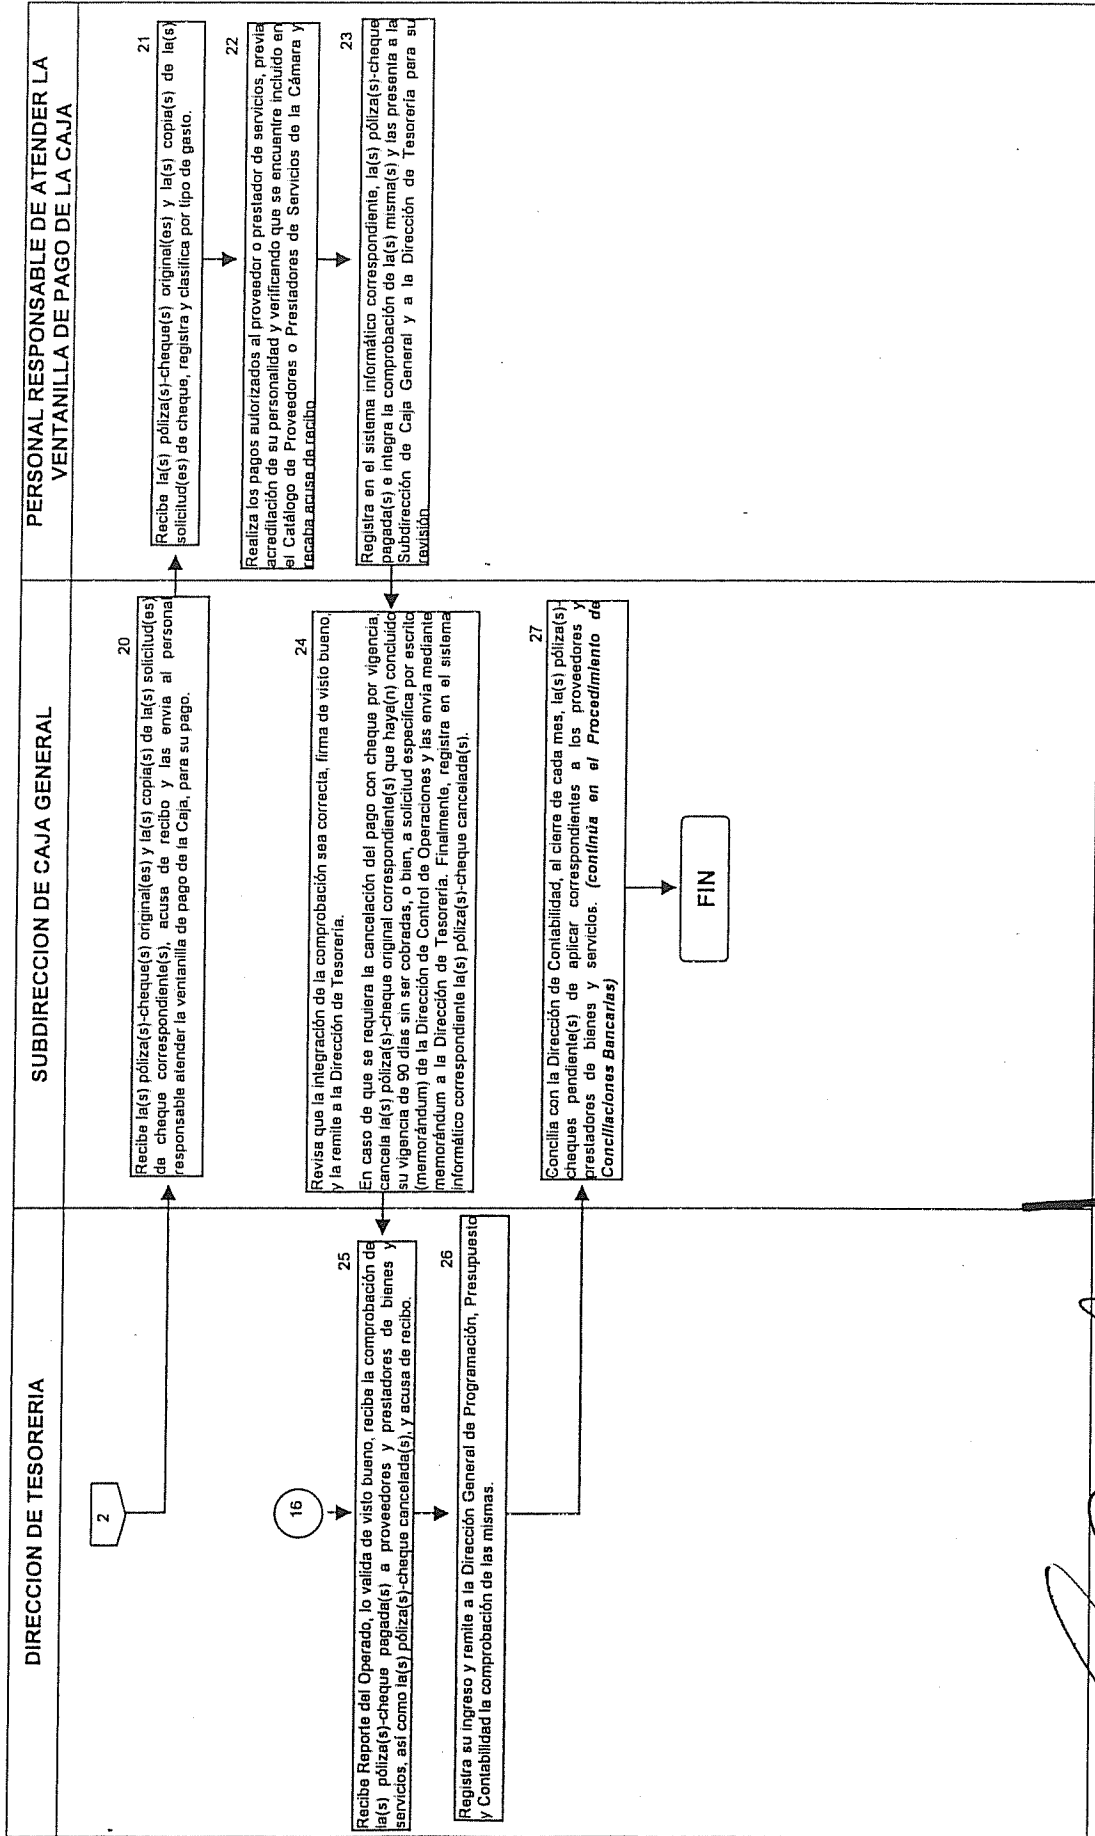 DIRECCION DE TESORERIA
SUBDIRECCION DE CAJA GENERAL
PERSONAL RESPONSABLE DE ATENDER LA
VENTANILLA DE PAGO DE LA CAJA
2
20
Recibe la(s) póliza(s)-cheque(s) original(es) y la(s) copia(s) de la(s) solicitud(es)
de cheque correspondiente(s), acusa de recibo y las envía al personal
responsable atender la ventanilla de pago de la Caja, para su pago.
21
Recibe la(s) póliza(s)-cheque(s) original(es) y la(s) copia(s) de la(s)
solicitud(es) de cheque, registra y clasifica por tipo de gasto.
22
Realiza los pagos autorizados al proveedor o prestador de servicios, previa
acreditación de su personalidad y verificando que se encuentre incluido en
el Catálogo de Proveedores o Prestadores de Servicios de la Cámara y
recaba acuse de recibo
23
Registra en el sistema informático correspondiente, la(s) póliza(s)-cheque
pagada(s) e integra la comprobación de la(s) misma(s) y las presenta a la
Subdirección de Caja General y a la Dirección de Tesorería para su
revisión
24
Revisa que la integración de la comprobación sea correcta, firma de visto bueno,
y la remite a la Dirección de Tesorería.
En caso de que se requiera la cancelación del pago con cheque por vigencia,
cancela la(s) póliza(s)-cheque original correspondiente(s) que haya(n) concluido
su vigencia de 90 días sin ser cobradas, o bien, a solicitud específica por escrito
(memorándum) de la Dirección de Control de Operaciones y las envía mediante
memorándum a la Dirección de Tesorería. Finalmente, registra en el sistema
informático correspondiente la(s) póliza(s)-cheque cancelada(s).
16
25
Recibe Reporte del Operado, lo valida de visto bueno, recibe la comprobación de
la(s) póliza(s)-cheque pagada(s) a proveedores y prestadores de bienes y
servicios, así como la(s) póliza(s)-cheque cancelada(s), y acusa de recibo.
26
Registra su ingreso y remite a la Dirección General de Programación, Presupuesto
y Contabilidad la comprobación de las mismas.
27
Concilia con la Dirección de Contabilidad, al cierre de cada mes, la(s) póliza(s)-
cheques pendiente(s) de aplicar correspondientes a los proveedores y
prestadores de bienes y servicios. (continúa en el Procedimiento de
Conciliaciones Bancarias)
FIN